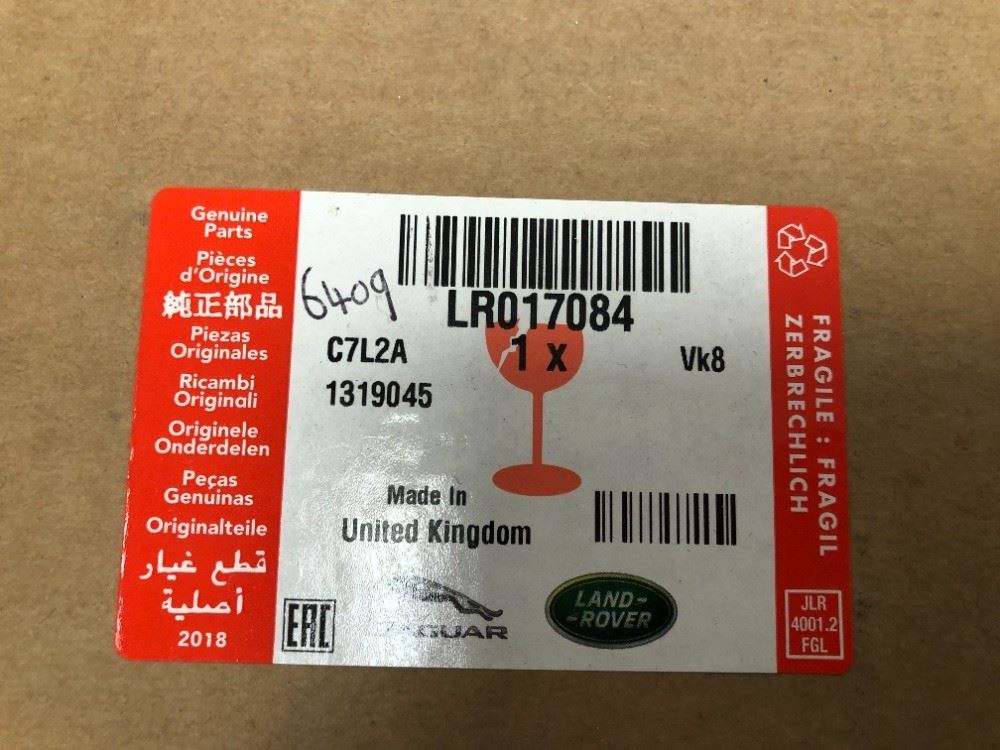 Genuine
Parts
Pièces
d'Origine
純正部品
Piezas
Originales
Ricambi
Originali
Originele
Onderdelen
Peças
Genuinas
Originalteile
قطع غيار
أصلية
2018
6409
LR017084
C7L2A
1 x
Vk8
1319045
Made In
United Kingdom
EAC
JAGUAR
LAND-
-ROVER
FRAGILE : FRAGIL
ZERBRECHLICH
JLR
4001.2
FGL